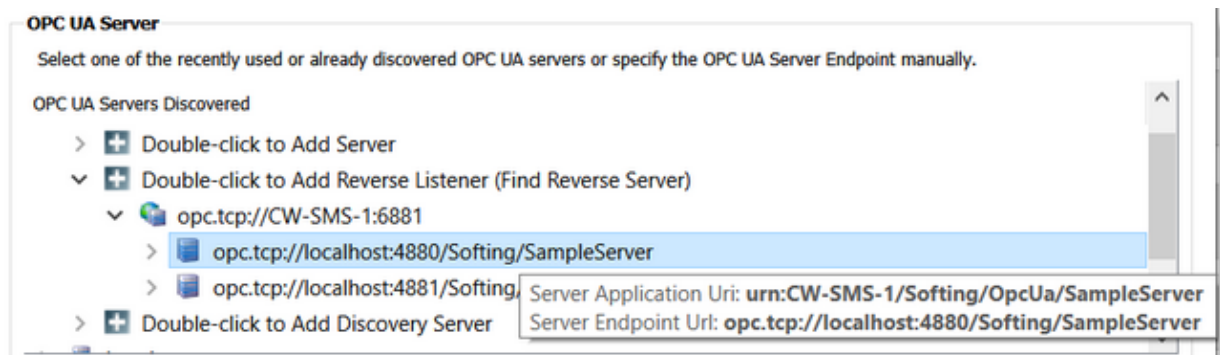 OPC UA Server
Select one of the recently used or already discovered OPC UA servers or specify the OPC UA Server Endpoint manually.
OPC UA Servers Discovered
Double-click to Add Server
Double-click to Add Reverse Listener (Find Reverse Server)
opc.tcp://CW-SMS-1:6881
opc.tcp://localhost:4880/Softing/SampleServer
opc.tcp://localhost:4881/Softing
Server Application Uri: urn:CW-SMS-1/Softing/OpcUa/SampleServer
Double-click to Add Discovery Server
Server Endpoint Url: opc.tcp://localhost:4880/Softing/SampleServer